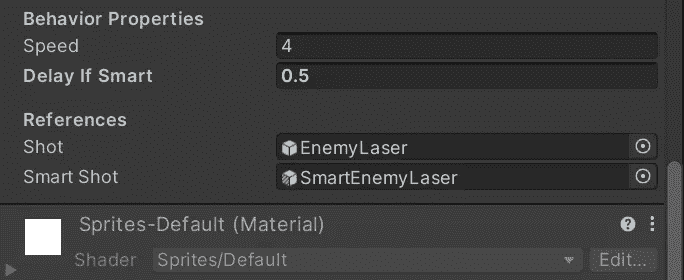 Behavior Properties
Speed 4
Delay If Smart 0.5
References
Shot EnemyLaser
Smart Shot SmartEnemyLaser
Sprites-Default (Material)
Shader Sprites/Default Edit...